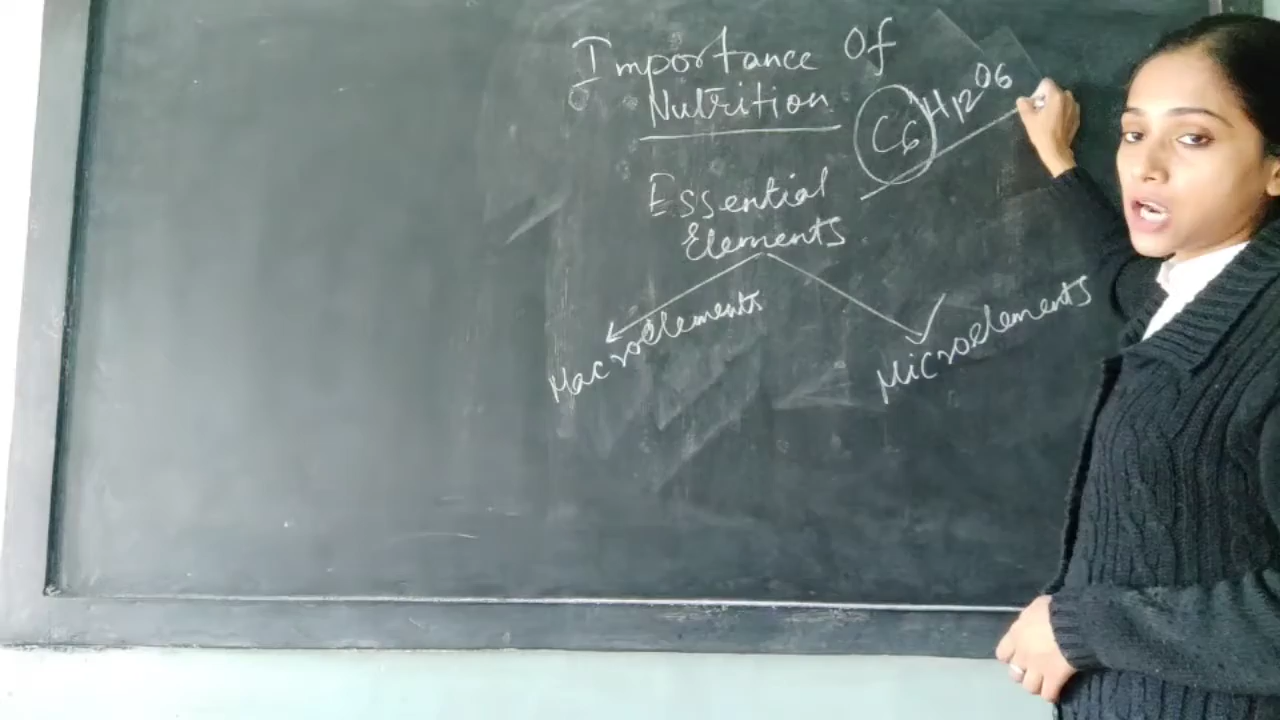 Importance Of
Nutrition
C6H12O6
Essential
Elements
Macroelements
Microelements